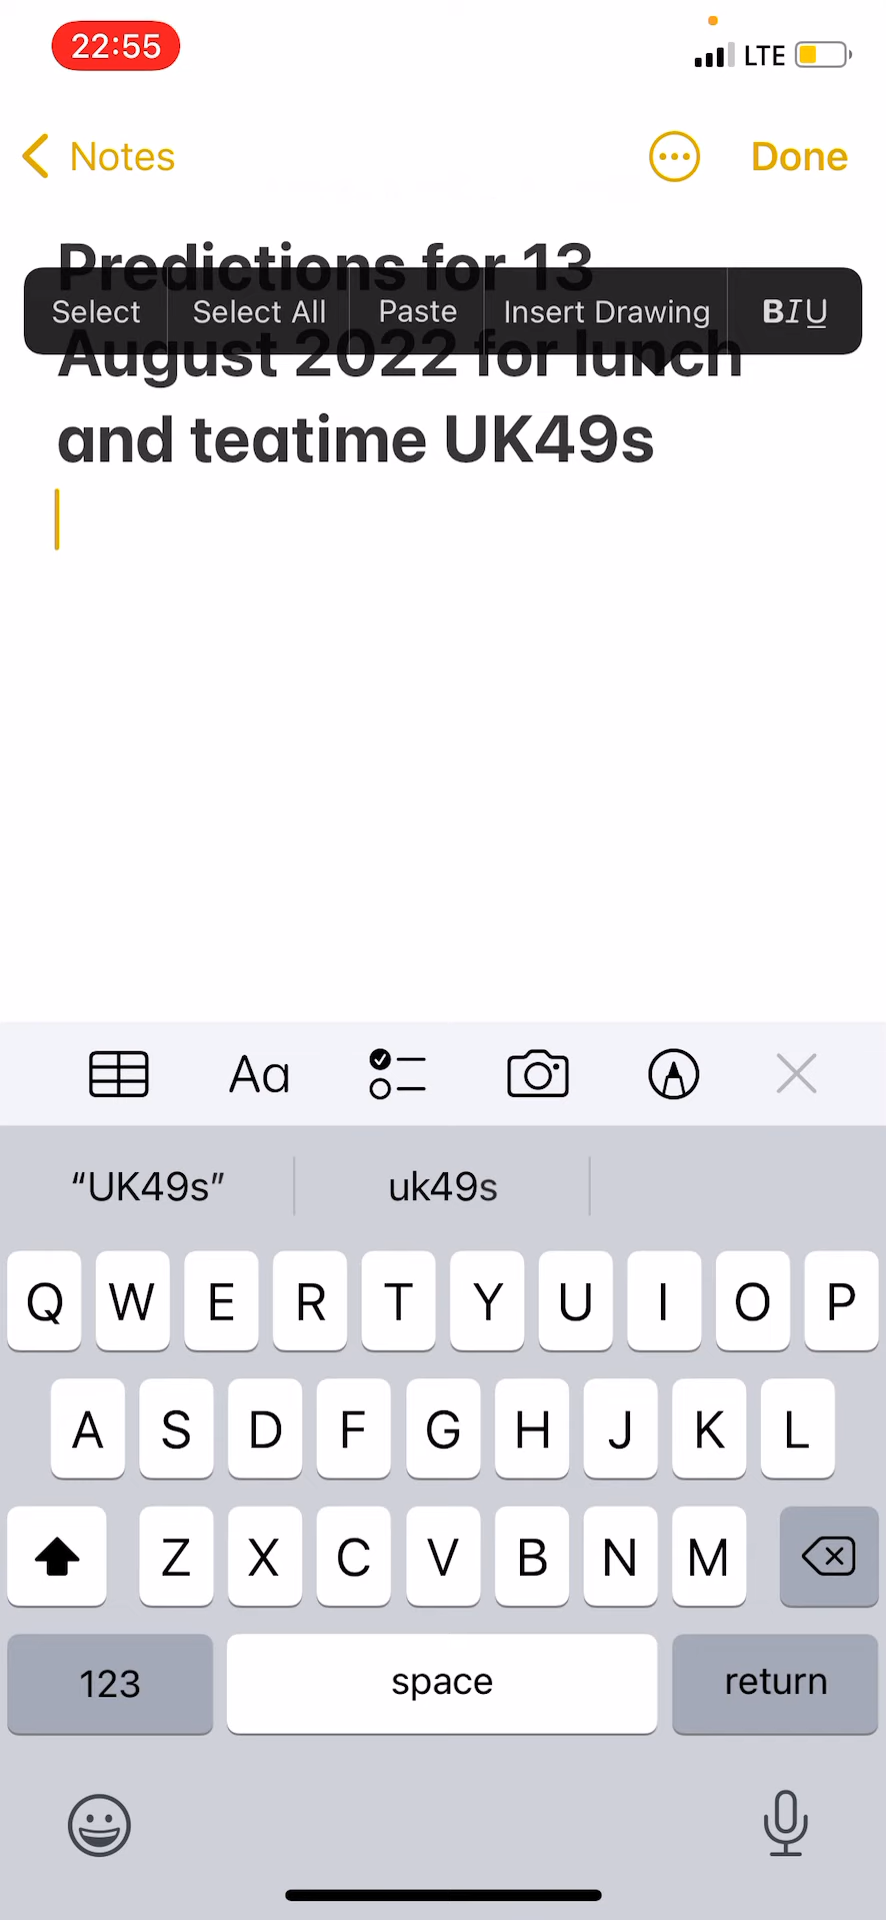 22:55
LTE
Notes
Done
Predictions for 13
Select
Select All
Paste
Insert Drawing
BIU
August 2022 for lunch
and teatime UK49s
Aa
“UK49s”
uk49s
Q W E R T Y U I O P
A S D F G H J K L
Z X C V B N M
123
space
return